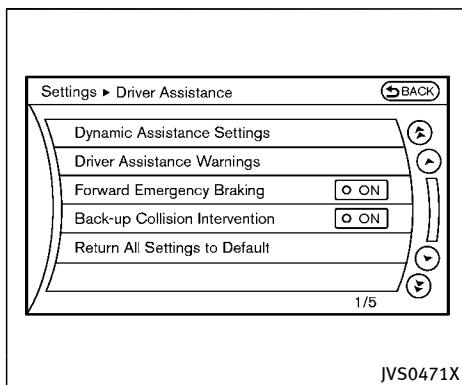 Settings ▸ Driver Assistance BACK
Dynamic Assistance Settings
Driver Assistance Warnings
Forward Emergency Braking ON
Back-up Collision Intervention ON
Return All Settings to Default
1/5
JVS0471X